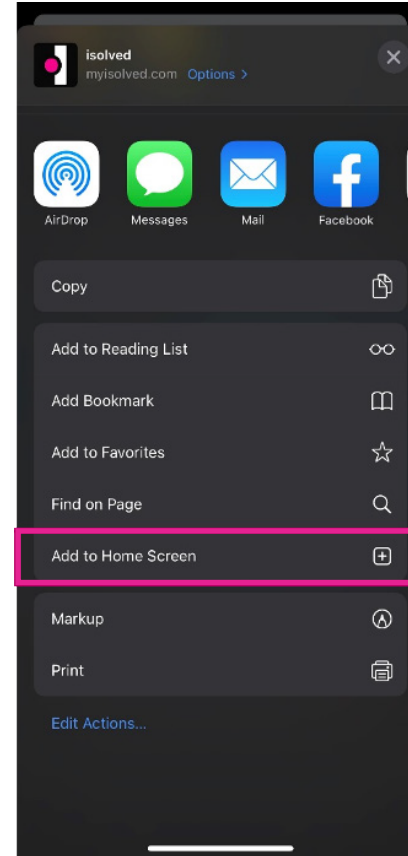 isolved
myisolved.com Options >
AirDrop Messages Mail Facebook
Copy
Add to Reading List
Add Bookmark
Add to Favorites
Find on Page
Add to Home Screen
Markup
Print
Edit Actions...